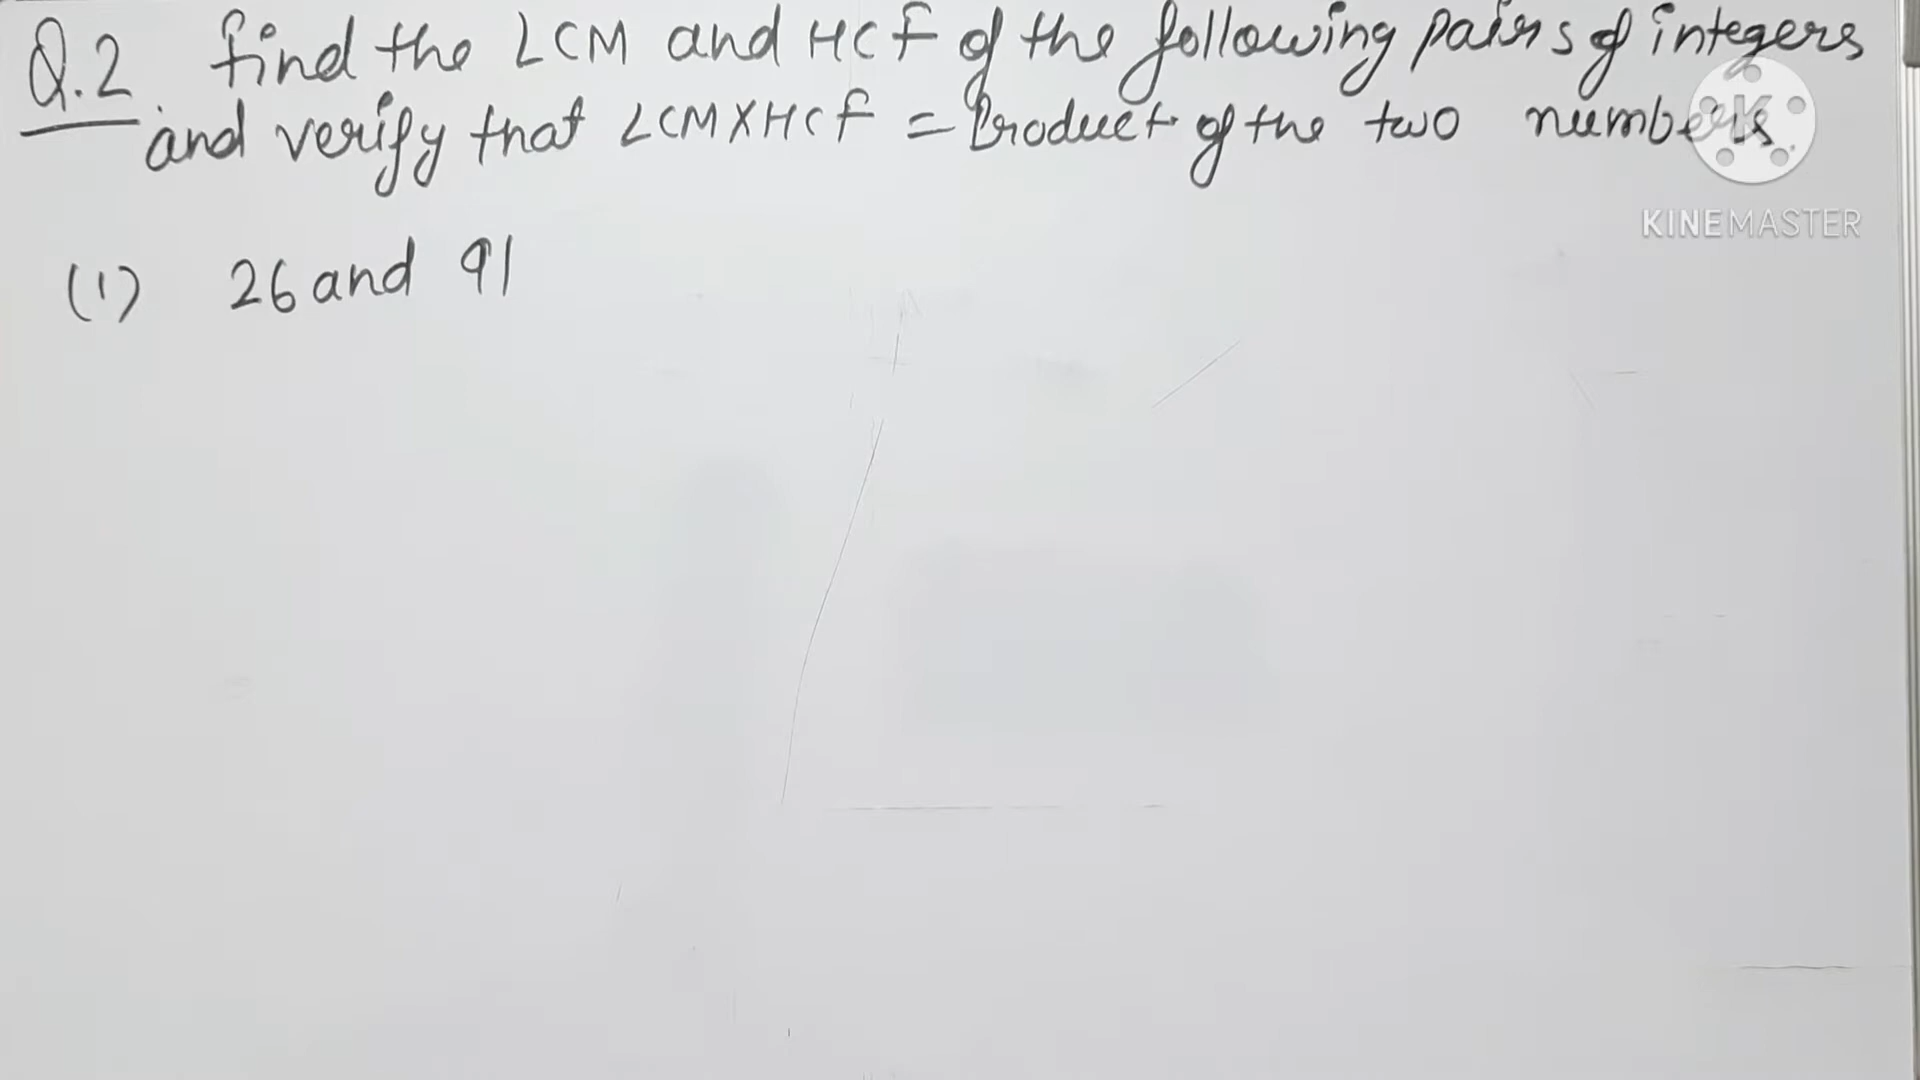 Q.2 find the LCM and HCF of the following pairs of integers
and verify that LCM×HCF = Product of the two numbers
KINEMASTER
(1) 26 and 91